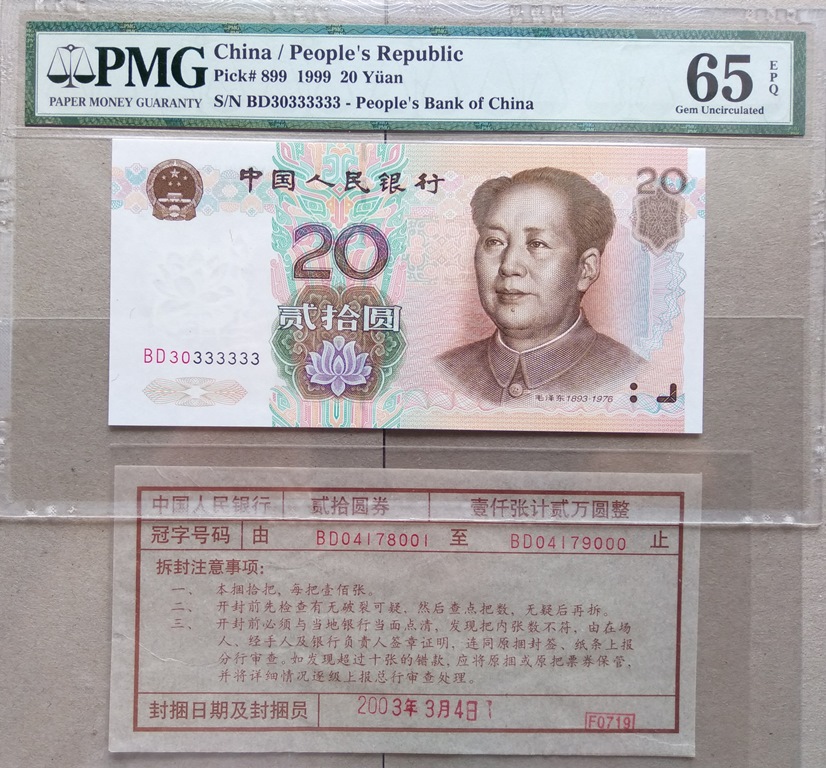 PMG
PAPER MONEY GUARANTY
China / People's Republic
Pick# 899 1999 20 Yüan
S/N BD30333333 - People's Bank of China
65 EPQ
Gem Uncirculated
中国人民银行
20
20
贰拾圆
BD30333333
毛泽东1893-1976
中国人民银行 贰拾圆券 壹仟张计贰万圆整
冠字号码 由 BD04178001 至 BD04179000 止
拆封注意事项:
一、 本捆拾把, 每把壹佰张。
二、 开封前先检查有无破裂可疑, 然后查点把数, 无疑后再拆。
三、 开封前必须与当地银行当面点清, 发现把内张数不符, 由在场
人、经手人及银行负责人签章证明, 连同原捆封签、纸条上报
分行审查。如发现超过十张的错款, 应将原捆或原把票券保管,
并将详细情况逐级上报总行审查处理。
封捆日期及封捆员 2003年3月4日1
F0719